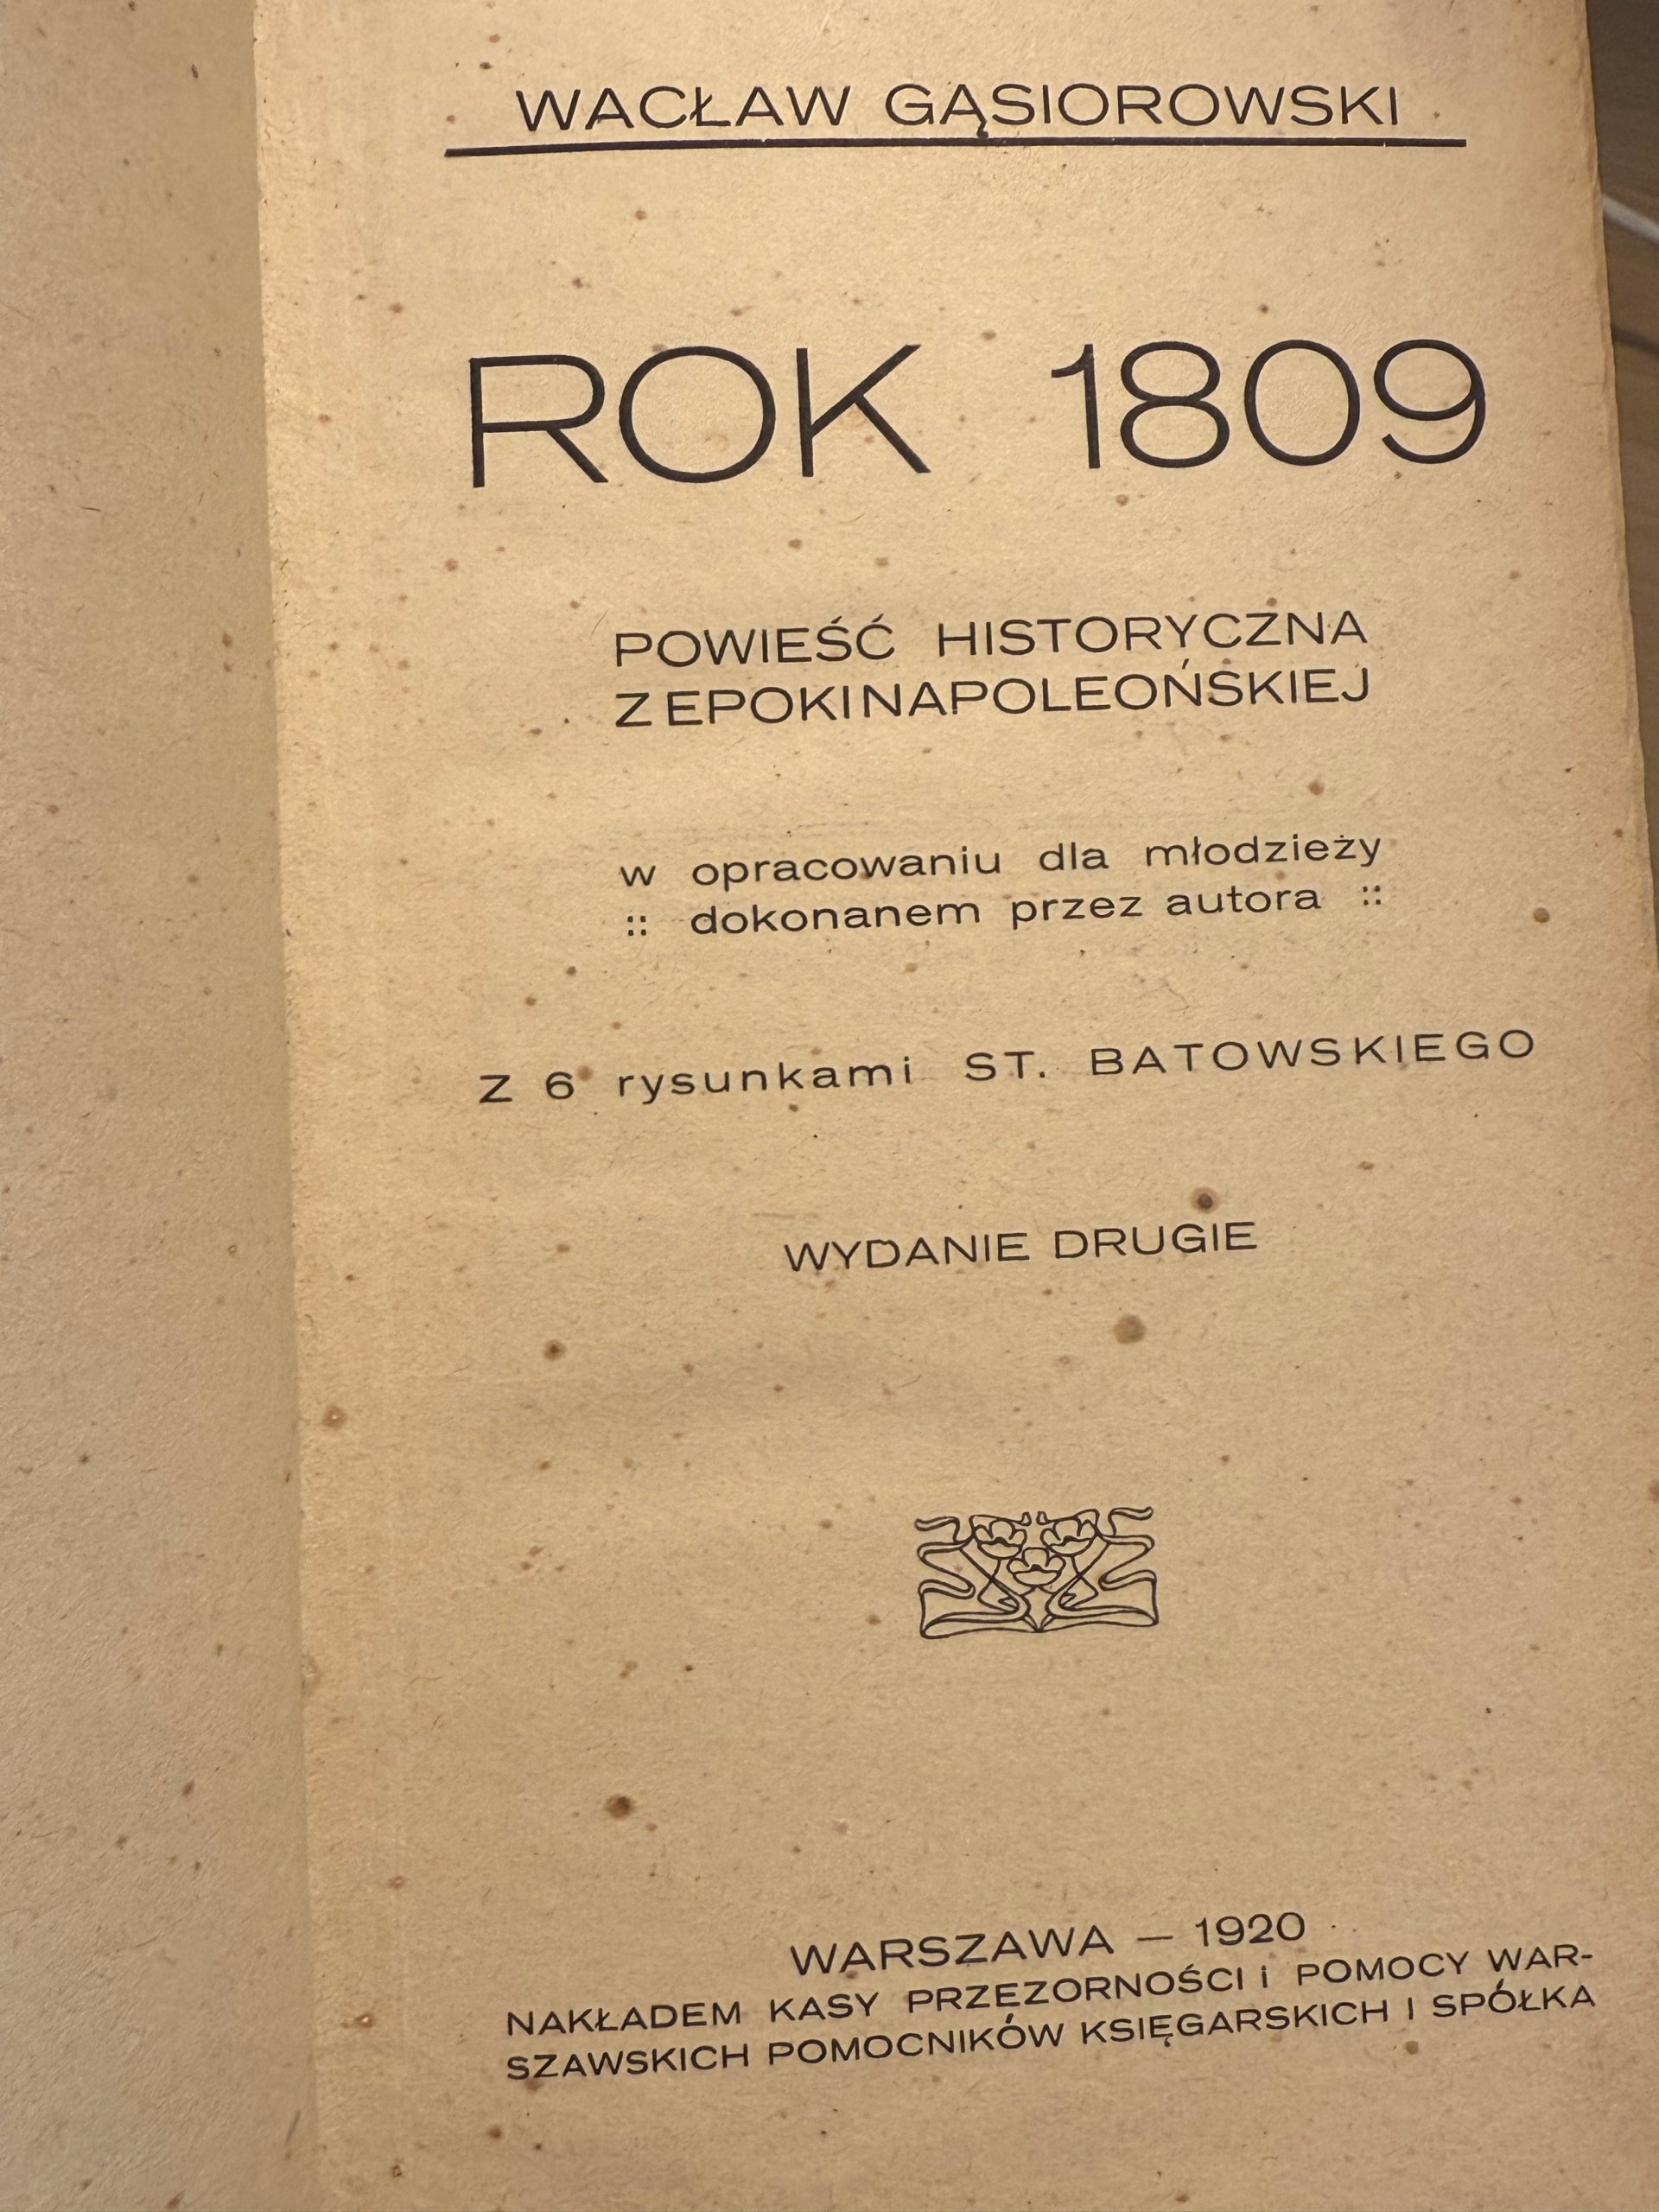 WACŁAW GĄSIOROWSKI
ROK 1809
POWIEŚĆ HISTORYCZNA
Z EPOKI NAPOLEOŃSKIEJ
w opracowaniu dla młodzieży
:: dokonanem przez autora ::
z 6 rysunkami ST. BATOWSKIEGO
WYDANIE DRUGIE
WARSZAWA — 1920
NAKŁADEM KASY PRZEZORNOŚCI i POMOCY WAR-
SZAWSKICH POMOCNIKÓW KSIĘGARSKICH I SPÓŁKA